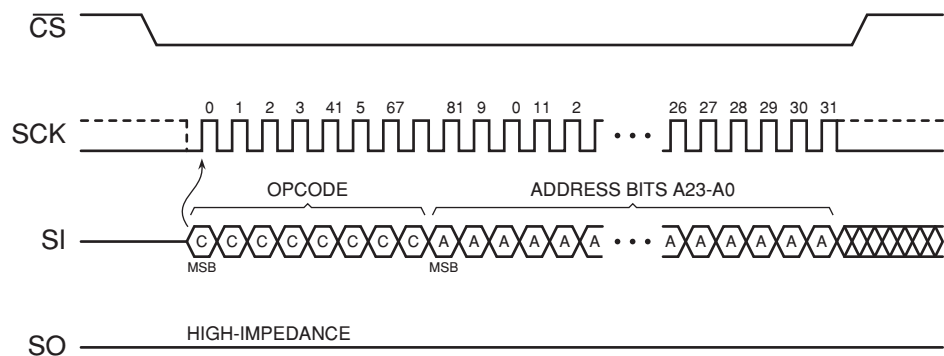 CS
0 1 2 3 41 5 67 81 9 0 11 2 26 27 28 29 30 31
SCK
OPCODE ADDRESS BITS A23-A0
SI C C C C C C C C A A A A A A A A A A A A
MSB MSB
HIGH-IMPEDANCE
SO